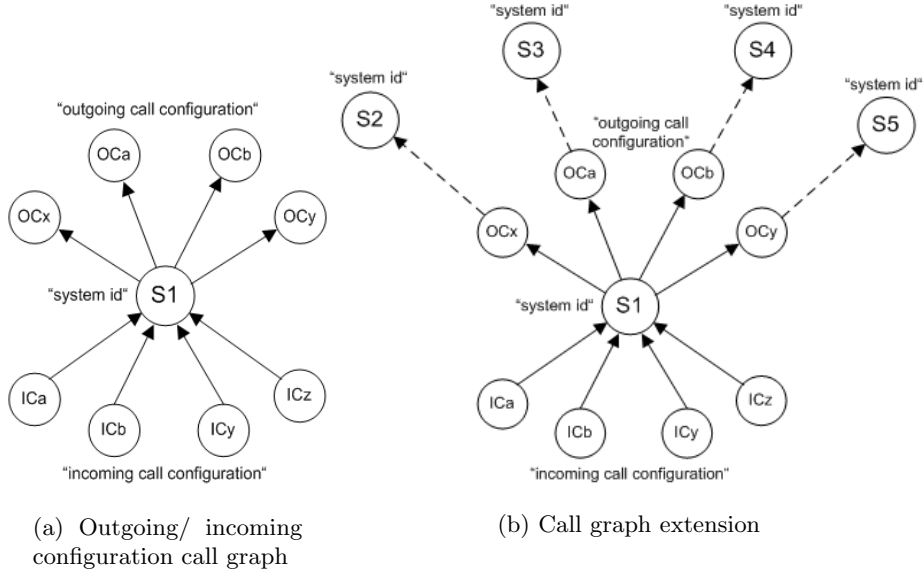 "outgoing call configuration"
OCa
OCb
OCx
OCy
"system id"
S1
ICa
ICz
ICb
ICy
"incoming call configuration"
(a) Outgoing/ incoming
configuration call graph
"system id"
S3
"system id"
S4
"system id"
S2
"system id"
S5
"outgoing call
configuration"
OCa
OCb
OCx
OCy
"system id"
S1
ICa
ICz
ICb
ICy
"incoming call configuration"
(b) Call graph extension